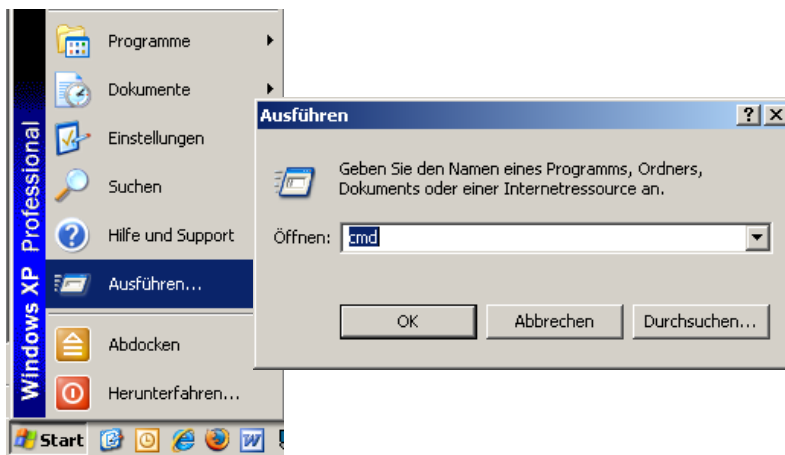 Programme
Dokumente
Einstellungen
Suchen
Hilfe und Support
Ausführen...
Abdocken
Herunterfahren...
Windows XP Professional
Start
Ausführen
Geben Sie den Namen eines Programms, Ordners,
Dokuments oder einer Internetressource an.
Öffnen: cmd
OK Abbrechen Durchsuchen...